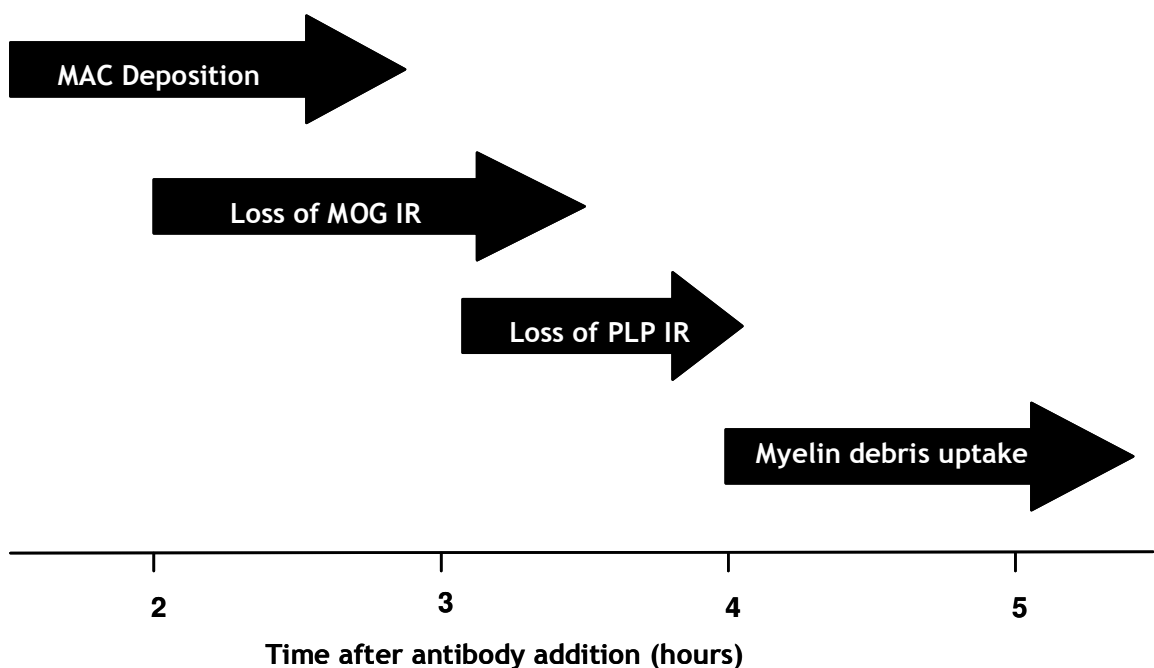 MAC Deposition
Loss of MOG IR
Loss of PLP IR
Myelin debris uptake
2 3 4 5
Time after antibody addition (hours)